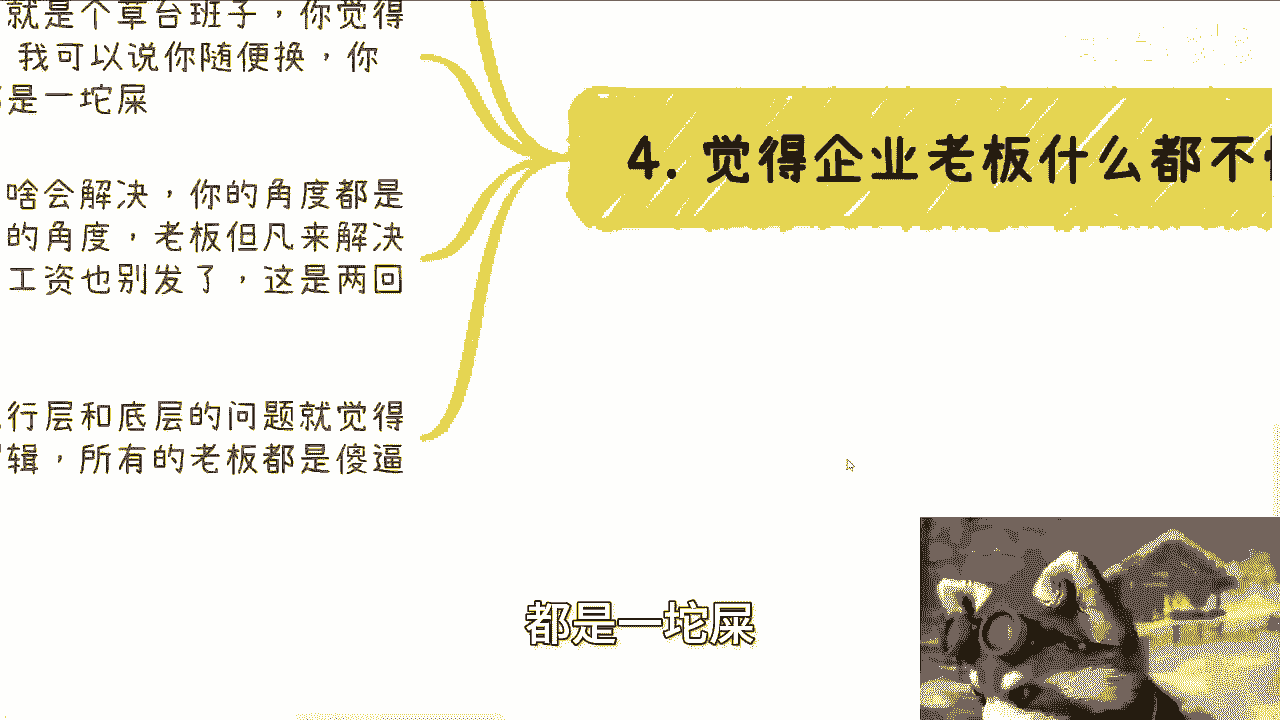 就是个草台班子，你觉得
我可以说你随便换，你
是一坨屎
啥会解决，你的角度都是
的角度，老板但凡来解决
工资也别发了，这是两回
行层和底层的问题就觉得
辑，所有的老板都是傻逼
4. 觉得企业老板什么都不
都是一坨屎